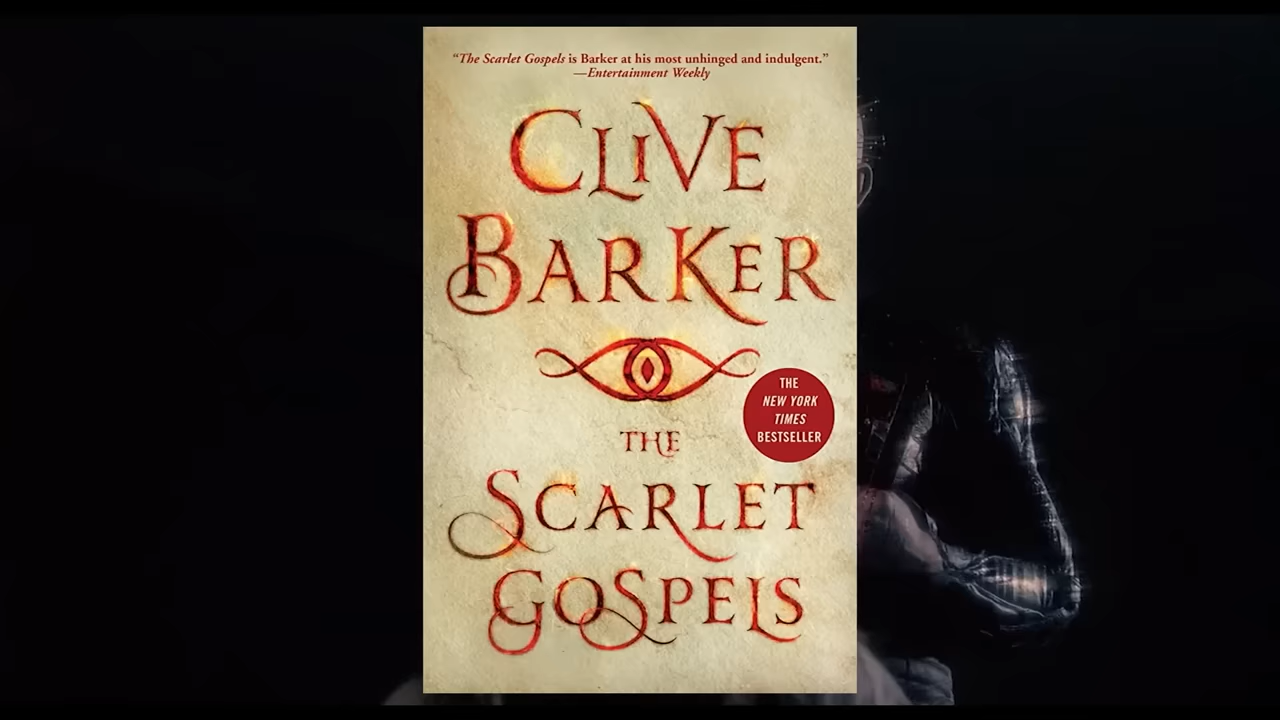 “The Scarlet Gospels is Barker at his most unhinged and indulgent.”
—Entertainment Weekly
CLIVE
BARKER
THE
NEW YORK
TIMES
BESTSELLER
THE
SCARLET
GOSPELS